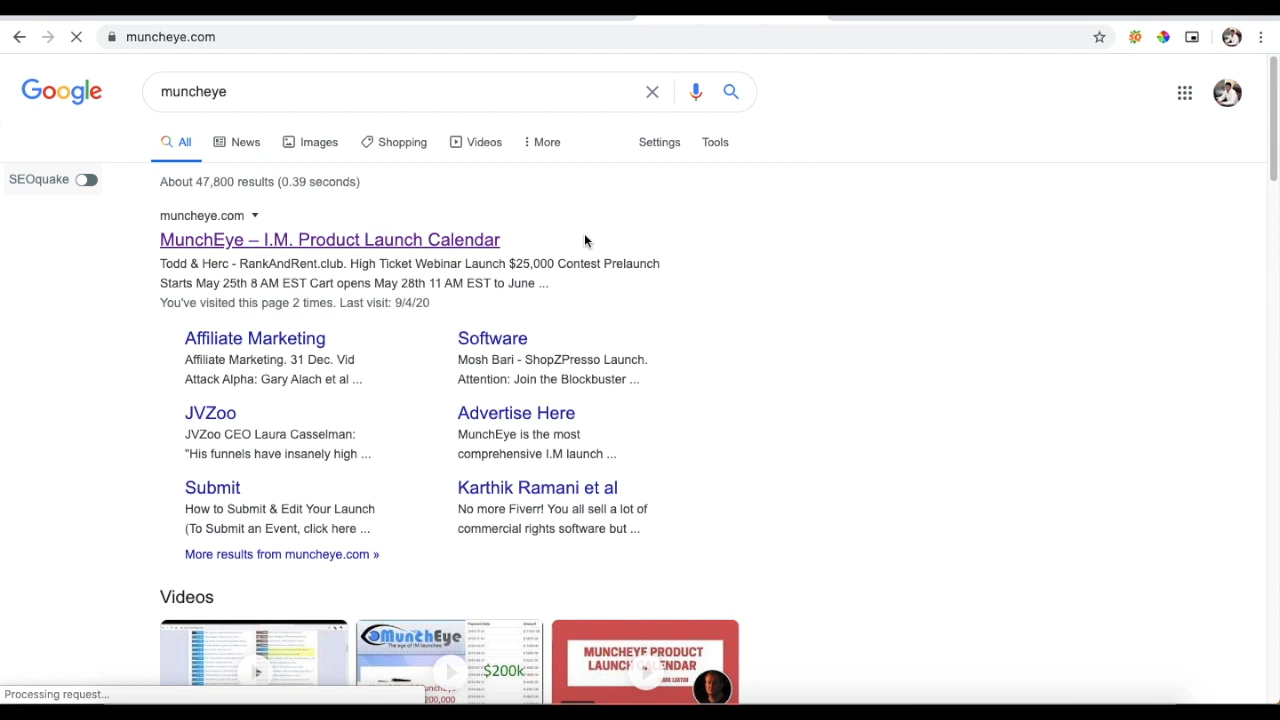 muncheye.com
Google
muncheye
All
News
Images
Shopping
Videos
More
Settings
Tools
SEOquake
About 47,800 results (0.39 seconds)
muncheye.com
MunchEye – I.M. Product Launch Calendar
Todd & Herc - RankAndRent.club. High Ticket Webinar Launch $25,000 Contest Prelaunch
Starts May 25th 8 AM EST Cart opens May 28th 11 AM EST to June ...
You've visited this page 2 times. Last visit: 9/4/20
Affiliate Marketing
Affiliate Marketing. 31 Dec. Vid
Attack Alpha: Gary Alach et al ...
Software
Mosh Bari - ShopZPresso Launch.
Attention: Join the Blockbuster ...
JVZoo
JVZoo CEO Laura Casselman:
"His funnels have insanely high ...
Advertise Here
MunchEye is the most
comprehensive I.M launch ...
Submit
How to Submit & Edit Your Launch
(To Submit an Event, click here ...
Karthik Ramani et al
No more Fiverr! You all sell a lot of
commercial rights software but ...
More results from muncheye.com »
Videos
MunchEye
The eye of IM launches
$200k
MUNCHEYE PRODUCT
LAUNCH CALENDAR
Processing request...